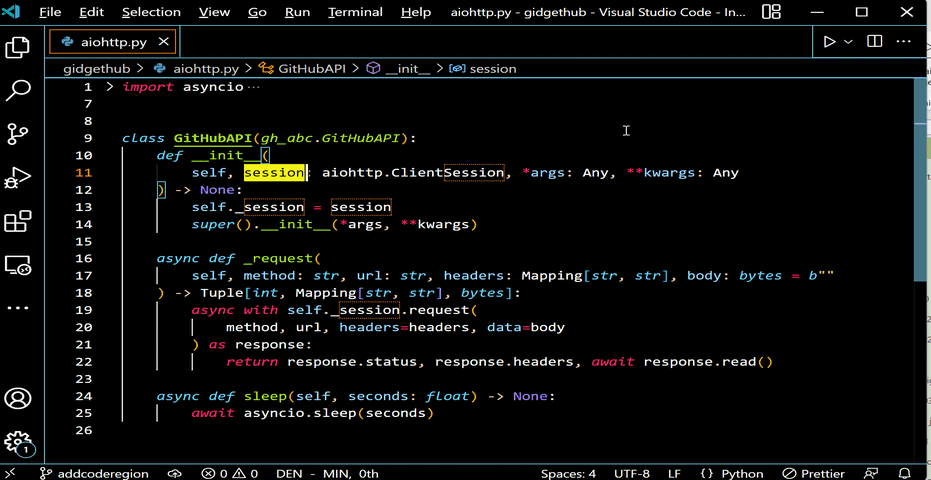 File Edit Selection View Go Run Terminal Help aiohttp.py - gidgethub - Visual Studio Code - In...
aiohttp.py
gidgethub > aiohttp.py > GitHubAPI > __init__ > session
1 import asyncio ...
7
8
9 class GitHubAPI(gh_abc.GitHubAPI):
10 def __init__(
11 self, session: aiohttp.ClientSession, *args: Any, **kwargs: Any
12 ) -> None:
13 self._session = session
14 super().__init__(*args, **kwargs)
15
16 async def _request(
17 self, method: str, url: str, headers: Mapping[str, str], body: bytes = b""
18 ) -> Tuple[int, Mapping[str, str], bytes]:
19 async with self._session.request(
20 method, url, headers=headers, data=body
21 ) as response:
22 return response.status, response.headers, await response.read()
23
24 async def sleep(self, seconds: float) -> None:
25 await asyncio.sleep(seconds)
26
1
addcoderegion 0 0 DEN - MIN, 0th Spaces: 4 UTF-8 LF {} Python Prettier